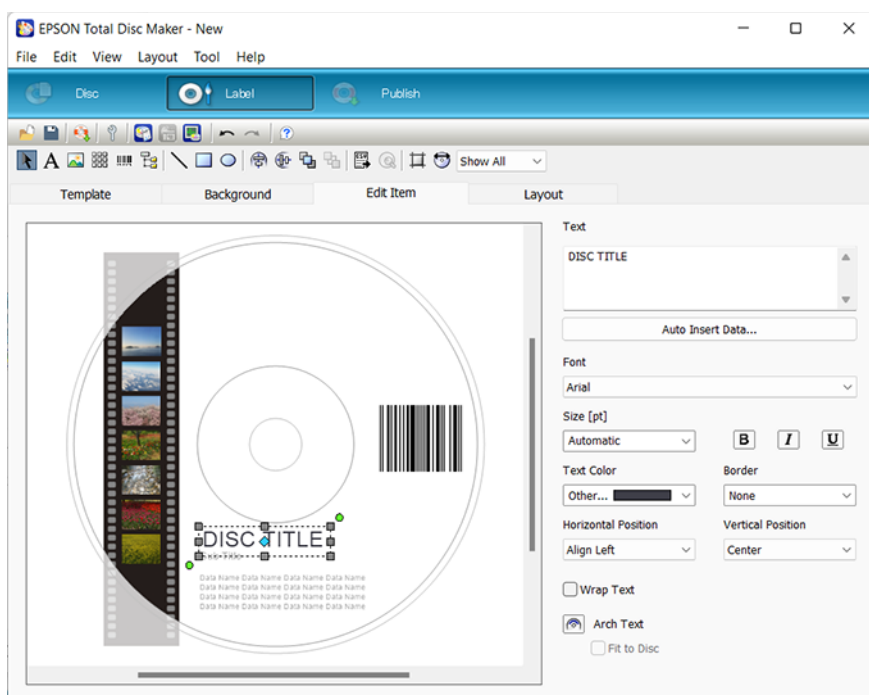 EPSON Total Disc Maker - New
File Edit View Layout Tool Help
Disc Label Publish
A Show All
Template Background Edit Item Layout
Text
DISC TITLE
Auto Insert Data...
Font
Arial
Size [pt]
Automatic B I U
Text Color Border
Other... None
Horizontal Position Vertical Position
Align Left Center
Wrap Text
Arch Text
Fit to Disc
DISC TITLE
Sub Title
Data Name Data Name Data Name Data Name
Data Name Data Name Data Name Data Name
Data Name Data Name Data Name Data Name
Data Name Data Name Data Name Data Name